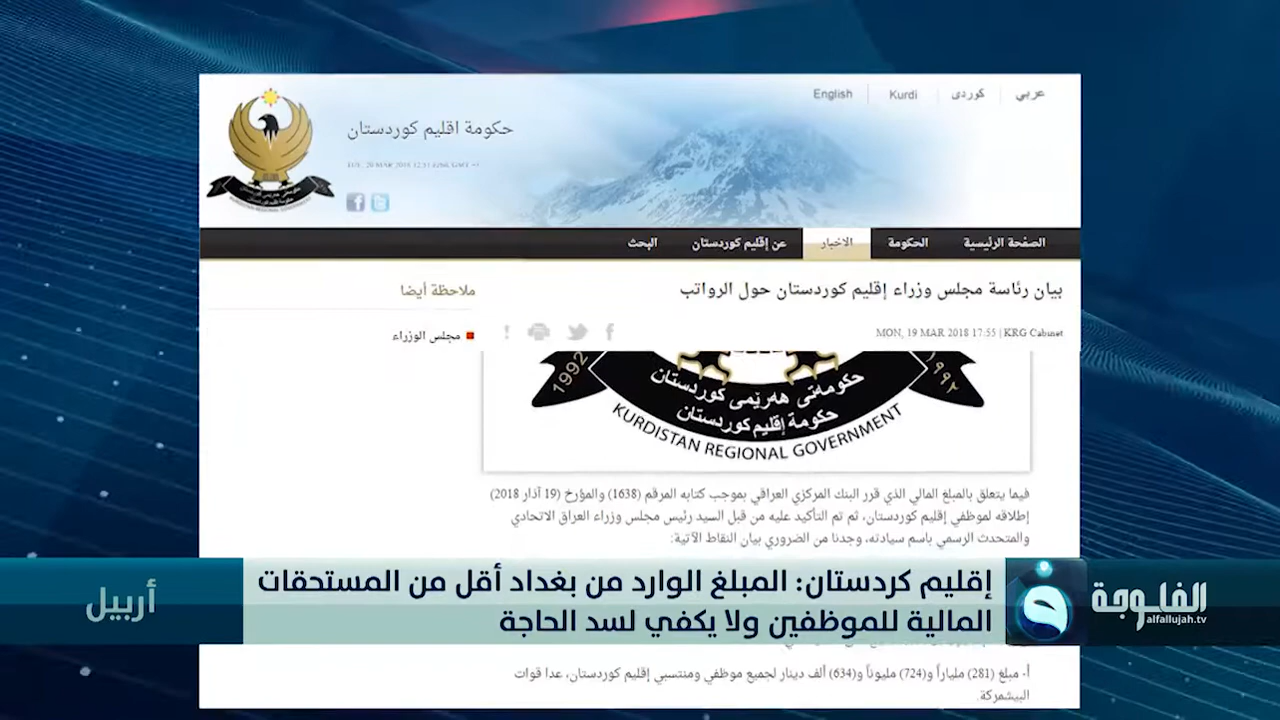 عربي
كوردى
Kurdi
English
حكومة اقليم كوردستان
الصفحة الرئيسية
الحكومة
الاخبار
عن إقليم كوردستان
البحث
بيان رئاسة مجلس وزراء إقليم كوردستان حول الرواتب
ملاحظة أيضا
MON, 19 MAR 2018 17:55 | KRG Cabinet
مجلس الوزراء
1992
١٩٩٢
حكومەتى هەرێمى كوردستان
حكومة إقليم كوردستان
KURDISTAN REGIONAL GOVERNMENT
فيما يتعلق بالمبلغ المالي الذي قرر البنك المركزي العراقي بموجب كتابه المرقم (1638) والمؤرخ (19 آذار 2018)
إطلاقه لموظفي إقليم كوردستان، ثم تم التأكيد عليه من قبل السيد رئيس مجلس وزراء العراق الاتحادي
والمتحدث الرسمي باسم سيادته، وجدنا من الضروري بيان النقاط الآتية:
الفلوجة
alfallujah.tv
إقليم كردستان: المبلغ الوارد من بغداد أقل من المستحقات
المالية للموظفين ولا يكفي لسد الحاجة
أربيل
أ- مبلغ (281) ملياراً و(724) مليوناً و(634) ألف دينار لجميع موظفي ومنتسبي إقليم كوردستان، عدا قوات
البيشمركة.